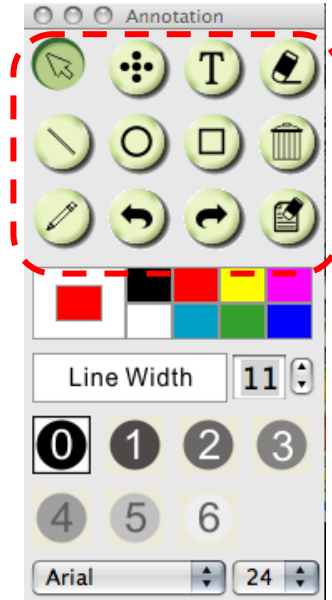 Annotation
T
Line Width 11
0 1 2 3
4 5 6
Arial 24